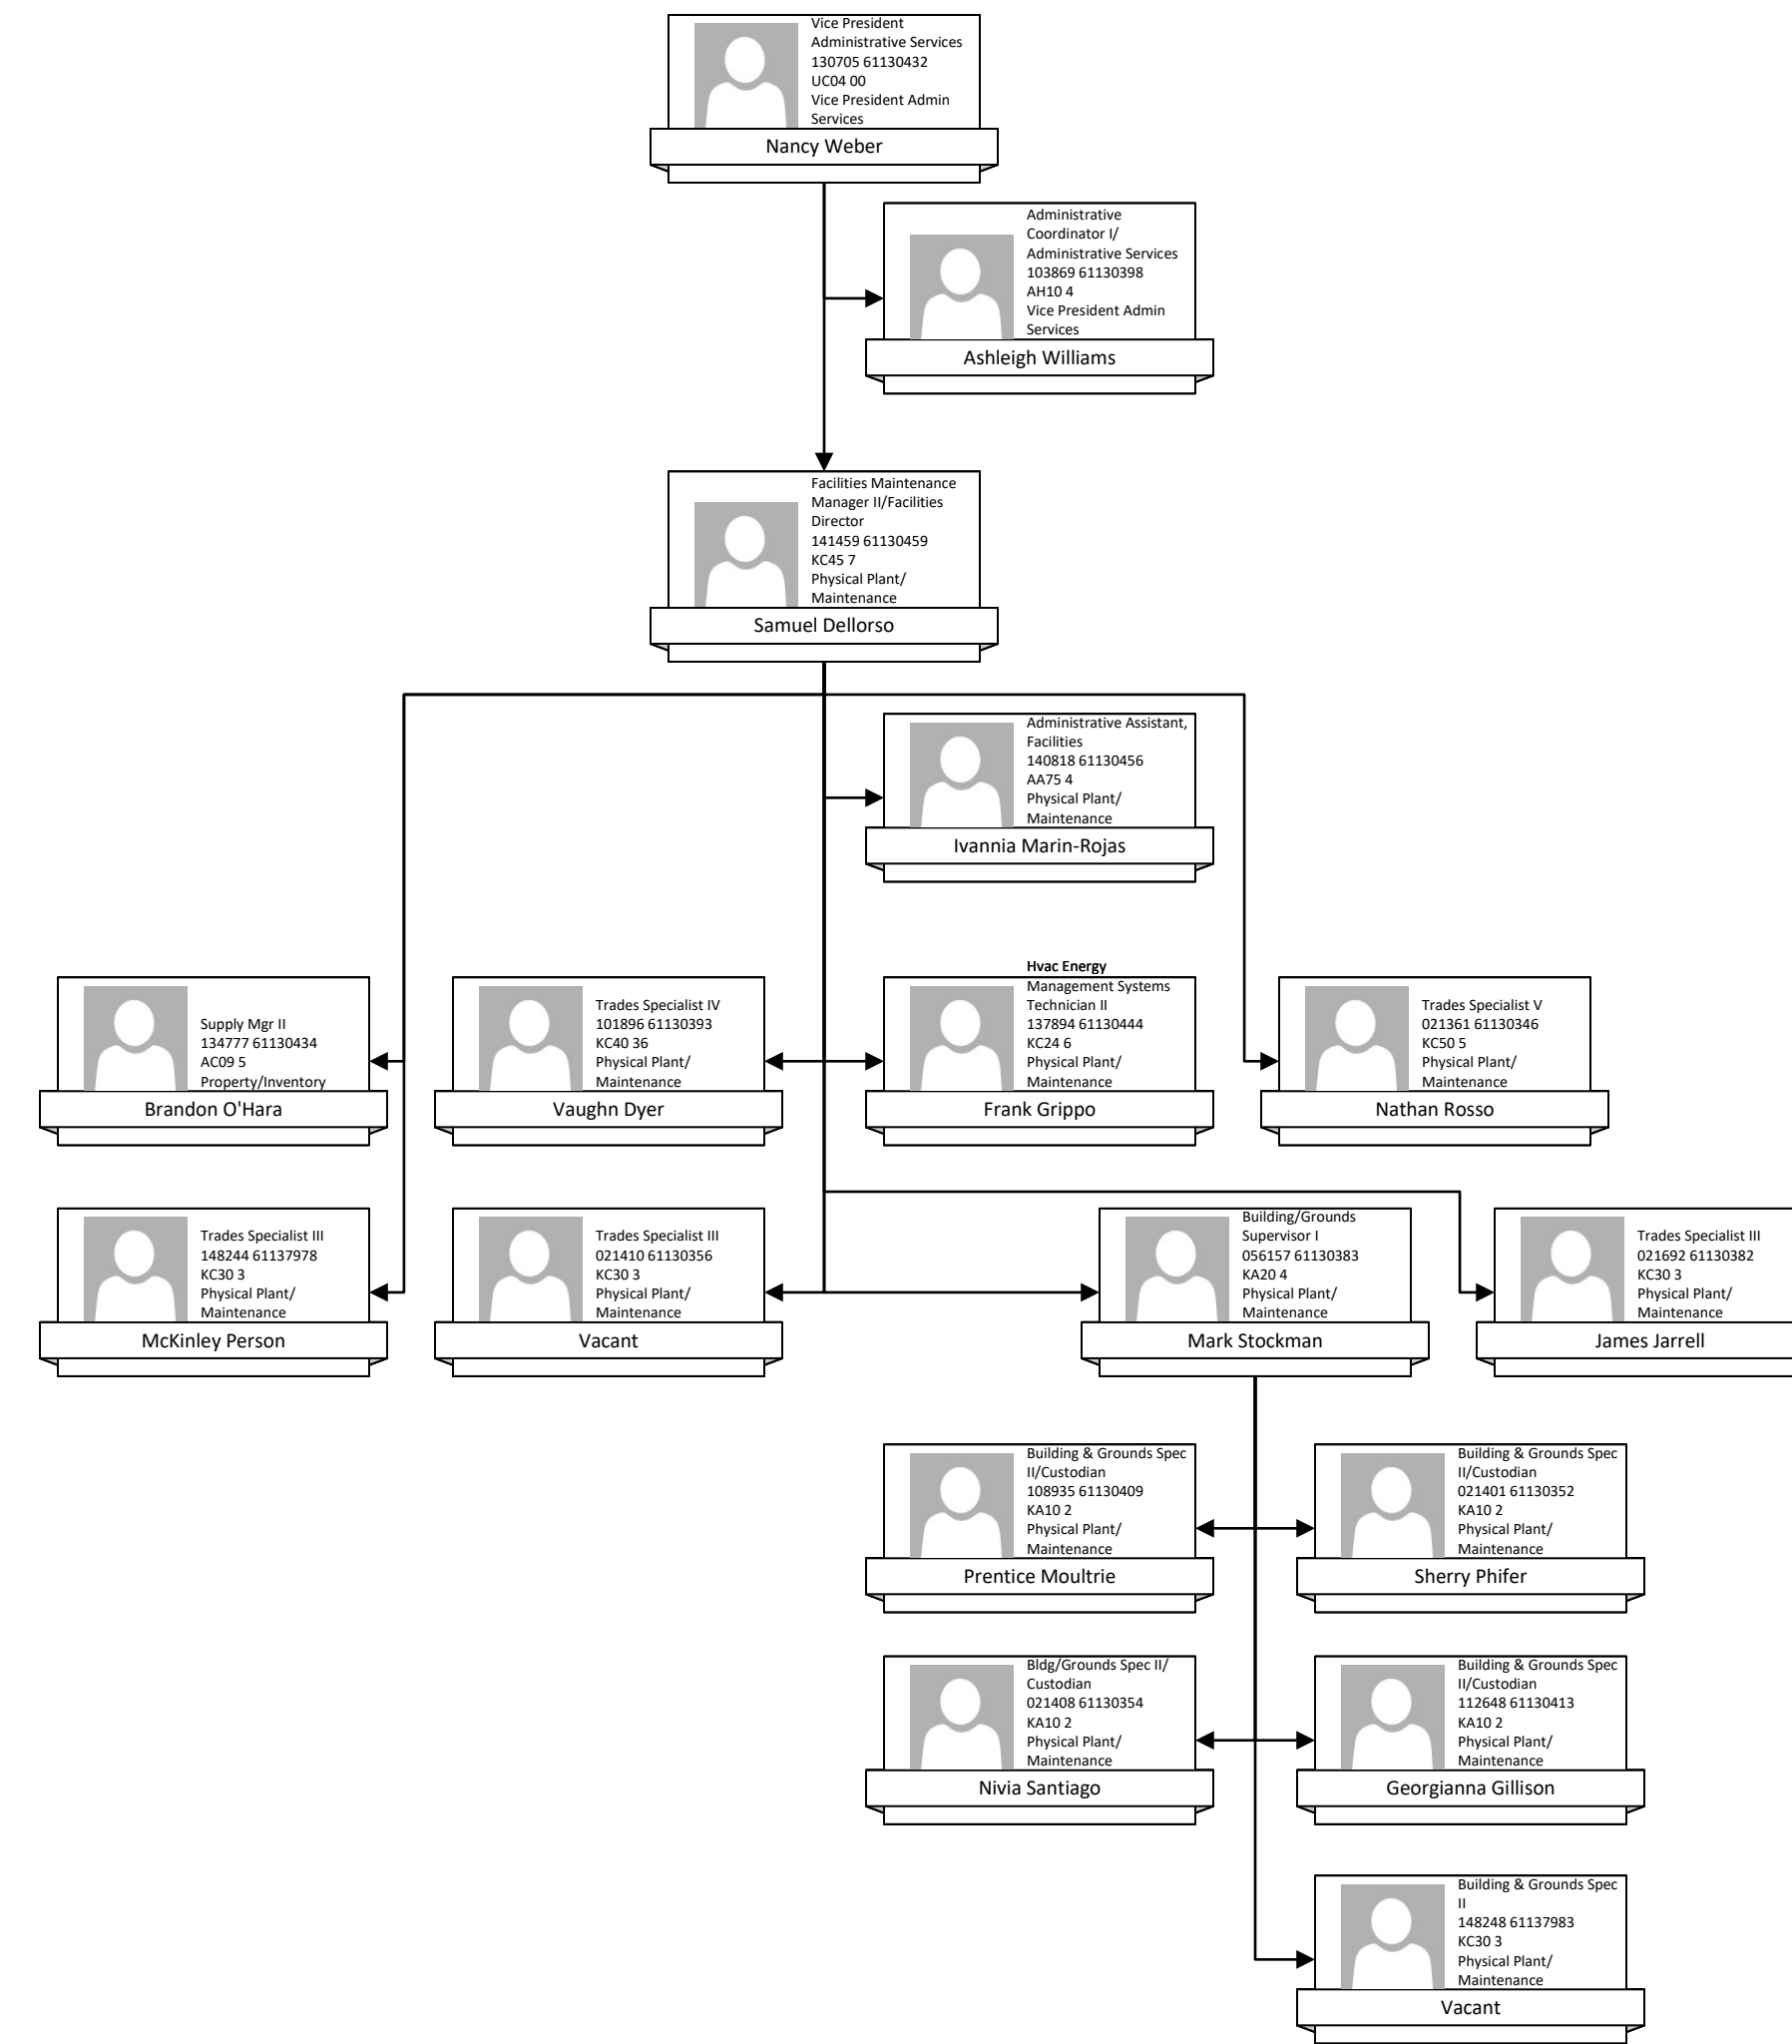 Vice President
Administrative Services
130705 61130432
UC04 00
Vice President Admin
Services
Nancy Weber
Administrative
Coordinator I/
Administrative Services
103869 61130398
AH10 4
Vice President Admin
Services
Ashleigh Williams
Facilities Maintenance
Manager II/Facilities
Director
141459 61130459
KC45 7
Physical Plant/
Maintenance
Samuel Dellorso
Administrative Assistant,
Facilities
140818 61130456
AA75 4
Physical Plant/
Maintenance
Ivannia Marin-Rojas
Supply Mgr II
134777 61130434
AC09 5
Property/Inventory
Brandon O'Hara
Trades Specialist IV
101896 61130393
KC40 36
Physical Plant/
Maintenance
Vaughn Dyer
Hvac Energy
Management Systems
Technician II
137894 61130444
KC24 6
Physical Plant/
Maintenance
Frank Grippo
Trades Specialist V
021361 61130346
KC50 5
Physical Plant/
Maintenance
Nathan Rosso
Trades Specialist III
148244 61137978
KC30 3
Physical Plant/
Maintenance
McKinley Person
Trades Specialist III
021410 61130356
KC30 3
Physical Plant/
Maintenance
Vacant
Building/Grounds
Supervisor I
056157 61130383
KA20 4
Physical Plant/
Maintenance
Mark Stockman
Trades Specialist III
021692 61130382
KC30 3
Physical Plant/
Maintenance
James Jarrell
Building & Grounds Spec
II/Custodian
108935 61130409
KA10 2
Physical Plant/
Maintenance
Prentice Moultrie
Building & Grounds Spec
II/Custodian
021401 61130352
KA10 2
Physical Plant/
Maintenance
Sherry Phifer
Bldg/Grounds Spec II/
Custodian
021408 61130354
KA10 2
Physical Plant/
Maintenance
Nivia Santiago
Building & Grounds Spec
II/Custodian
112648 61130413
KA10 2
Physical Plant/
Maintenance
Georgianna Gillison
Building & Grounds Spec
II
148248 61137983
KC30 3
Physical Plant/
Maintenance
Vacant